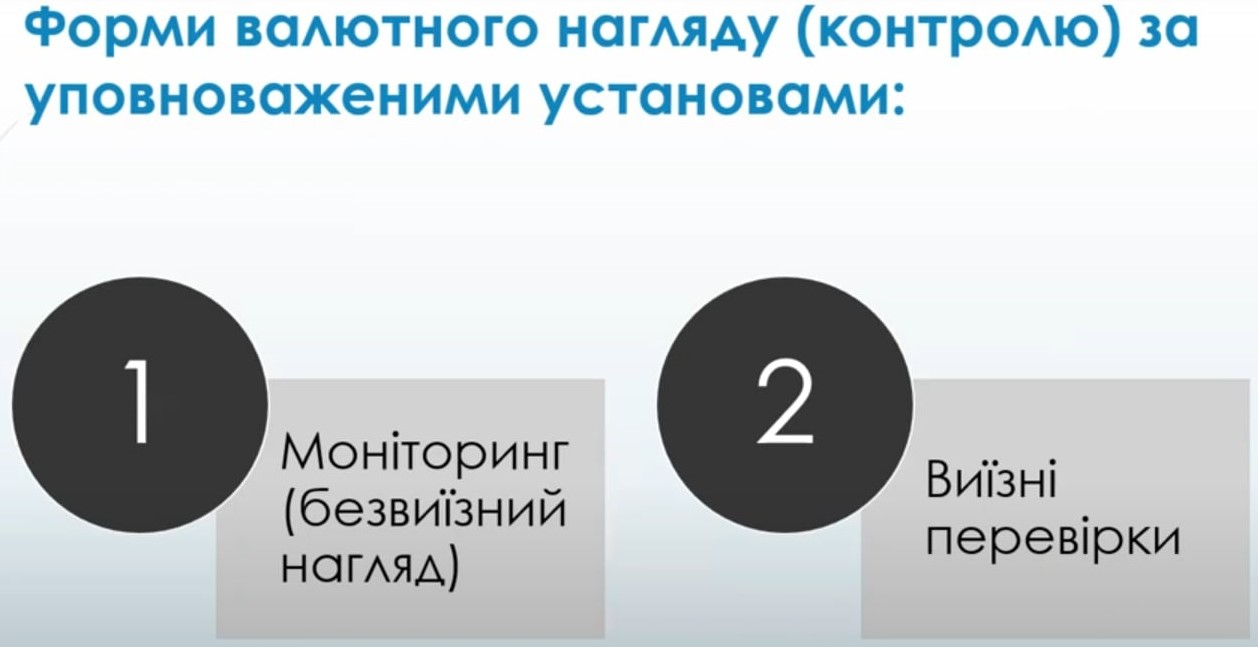 Форми валютного нагляду (контролю) за
уповноваженими установами:
1
Моніторинг
(безвиїзний
нагляд)
2
Виїзні
перевірки